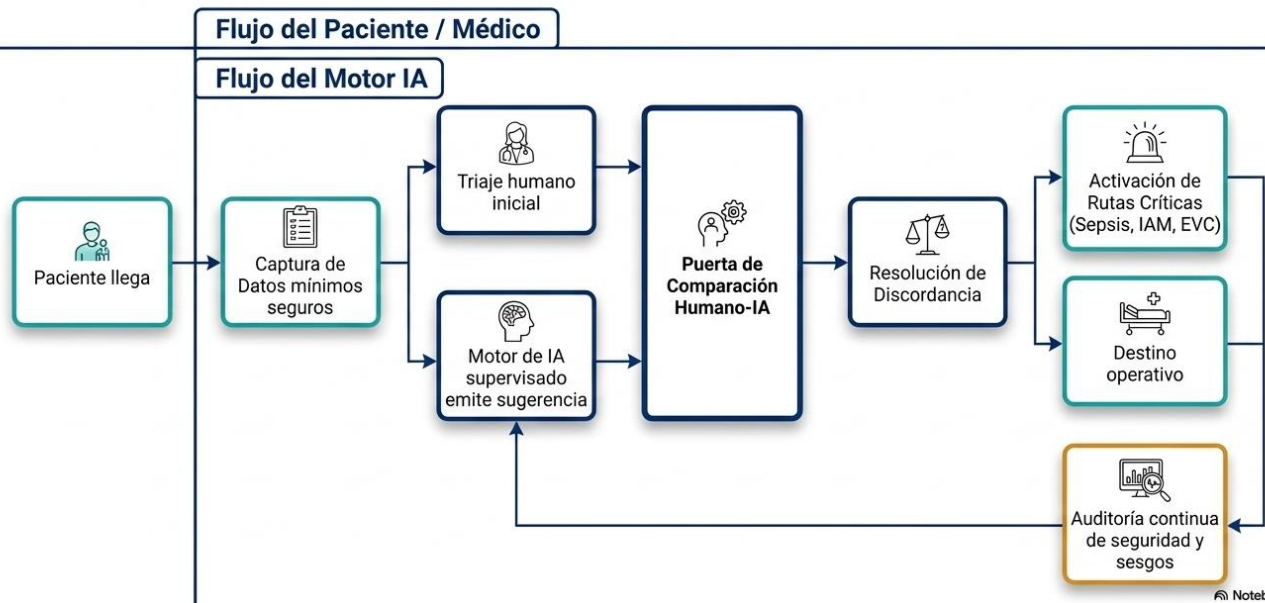 Flujo del Paciente / Médico
Flujo del Motor IA
Paciente llega
Captura de
Datos mínimos
seguros
Triaje humano
inicial
Motor de IA
supervisado
emite sugerencia
Puerta de
Comparación
Humano-IA
?
Resolución de
Discordancia
Activación de
Rutas Críticas
(Sepsis, IAM, EVC)
Destino
operativo
Auditoría continua
de seguridad y
sesgos
Noteb